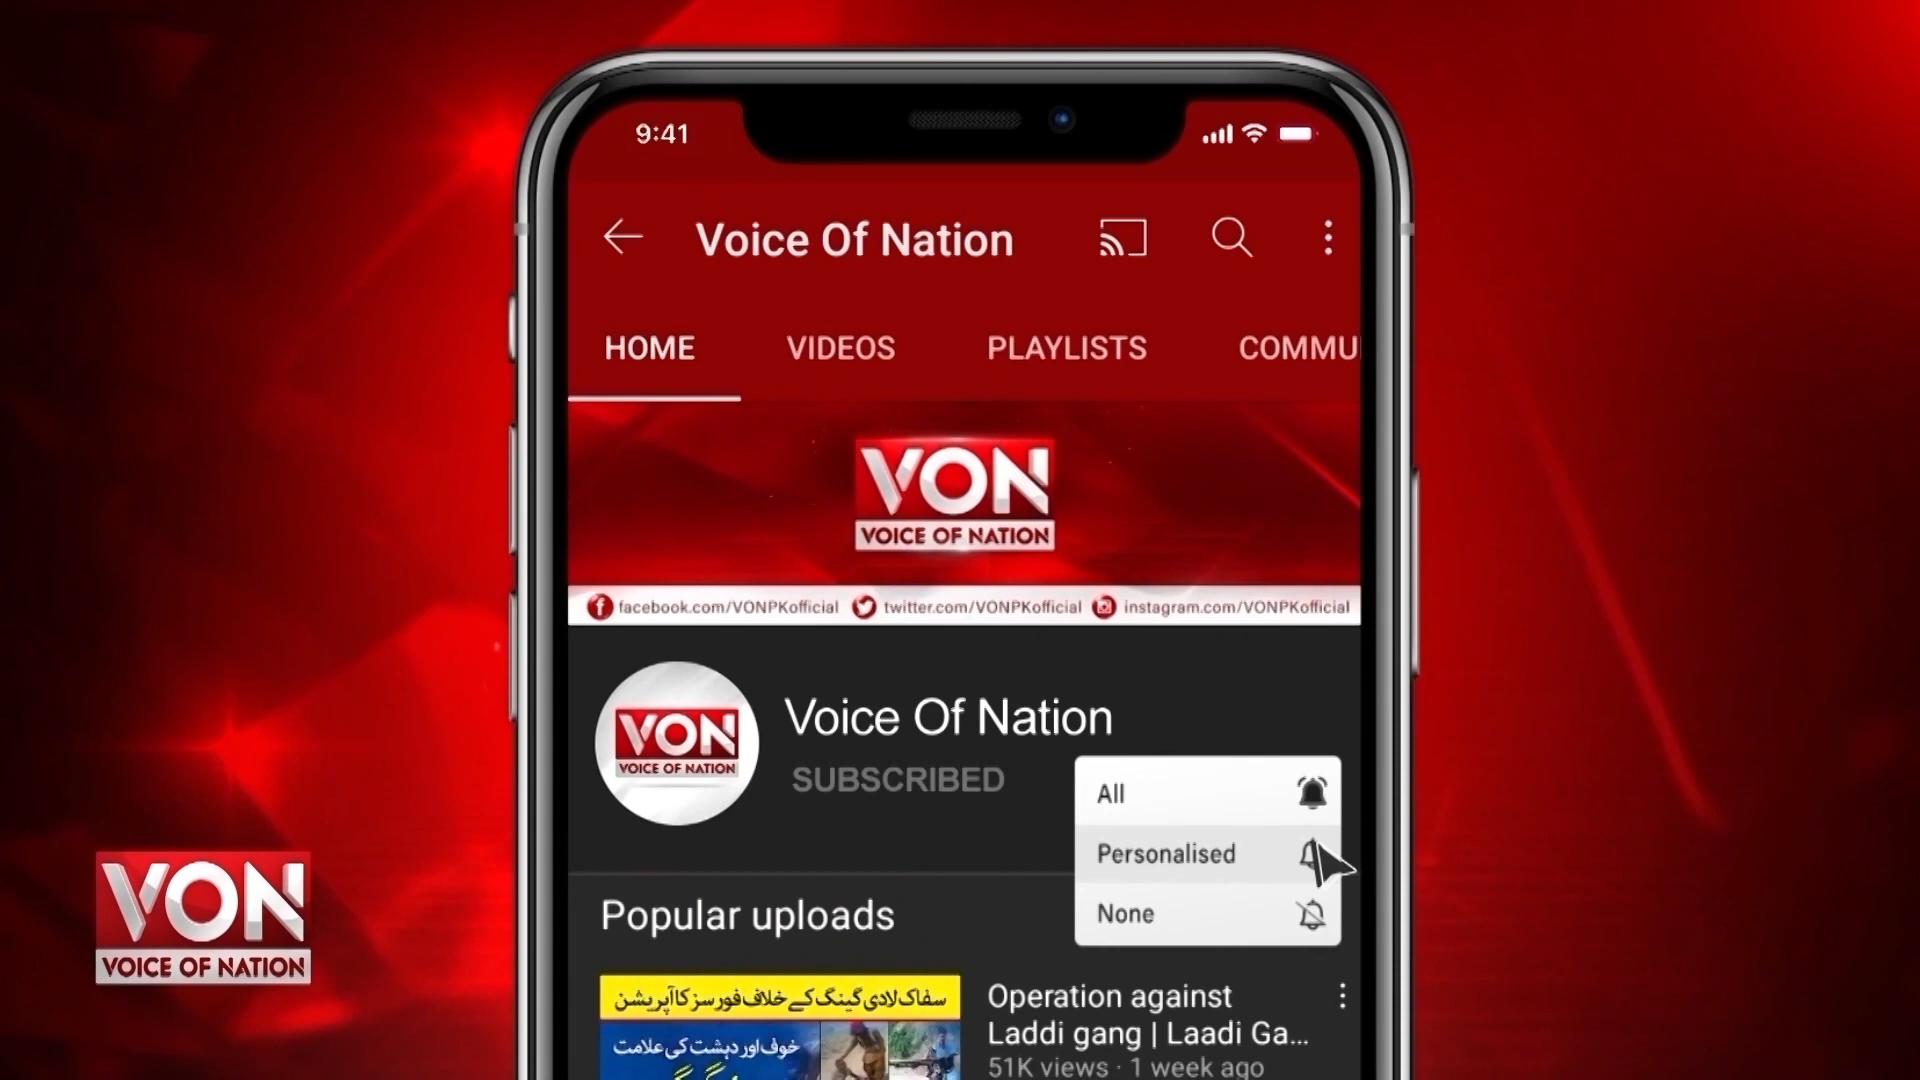 9:41
Voice Of Nation
HOME VIDEOS PLAYLISTS COMMU
VON
VOICE OF NATION
facebook.com/VONPKofficial twitter.com/VONPKofficial instagram.com/VONPKofficial
VON
VOICE OF NATION
Voice Of Nation
SUBSCRIBED
All
Personalised
None
Popular uploads
سفاک لادی گینگ کے خلاف فورسز کا آپریشن
خوف اور دہشت کی علامت
Operation against
Laddi gang | Laadi Ga...
51K views · 1 week ago
VON
VOICE OF NATION